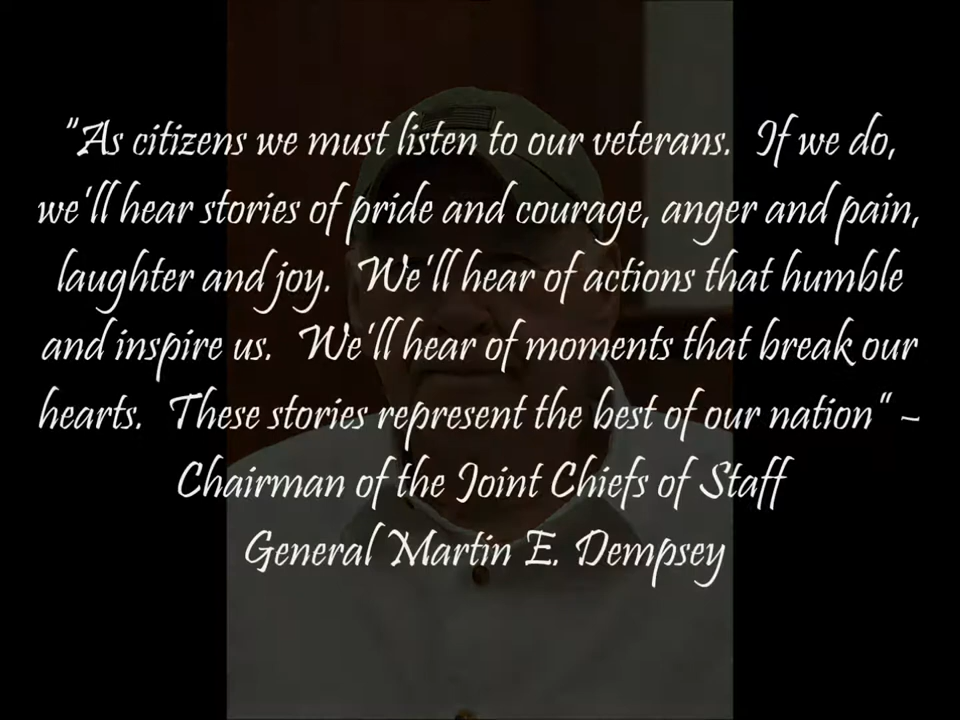 "As citizens we must listen to our veterans.  If we do,
we'll hear stories of pride and courage, anger and pain,
laughter and joy.  We'll hear of actions that humble
and inspire us.  We'll hear of moments that break our
hearts.  These stories represent the best of our nation" –
Chairman of the Joint Chiefs of Staff
General Martin E. Dempsey